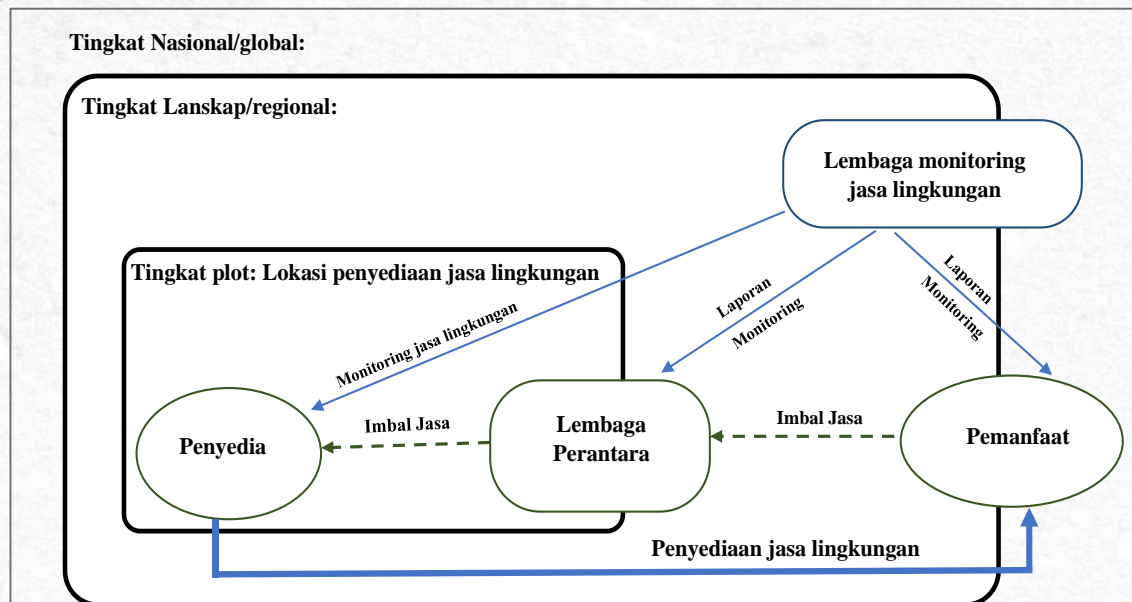 Tingkat Nasional/global:
Tingkat Lanskap/regional:
Lembaga monitoring
jasa lingkungan
Tingkat plot: Lokasi penyediaan jasa lingkungan
Laporan
Monitoring
Laporan
Monitoring
Monitoring jasa lingkungan
Penyedia
Imbal Jasa
Lembaga
Perantara
Imbal Jasa
Pemanfaat
Penyediaan jasa lingkungan